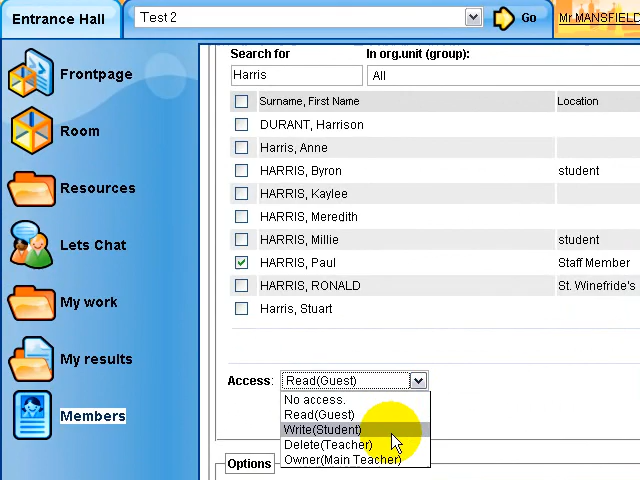 Entrance Hall
Test 2
Go
Mr MANSFIELD
Frontpage
Room
Resources
Lets Chat
My work
My results
Members
Search for
In org.unit (group):
Harris
All
Surname, First Name
Location
DURANT, Harrison
Harris, Anne
HARRIS, Byron
student
HARRIS, Kaylee
HARRIS, Meredith
HARRIS, Millie
student
HARRIS, Paul
Staff Member
HARRIS, RONALD
St. Winefride's
Harris, Stuart
Access:
Read(Guest)
No access.
Read(Guest)
Write(Student)
Delete(Teacher)
Owner(Main Teacher)
Options